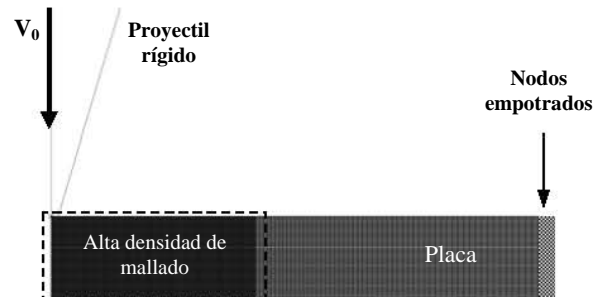 V0
Proyectil
rígido
Nodos
empotrados
Alta densidad de
mallado
Placa